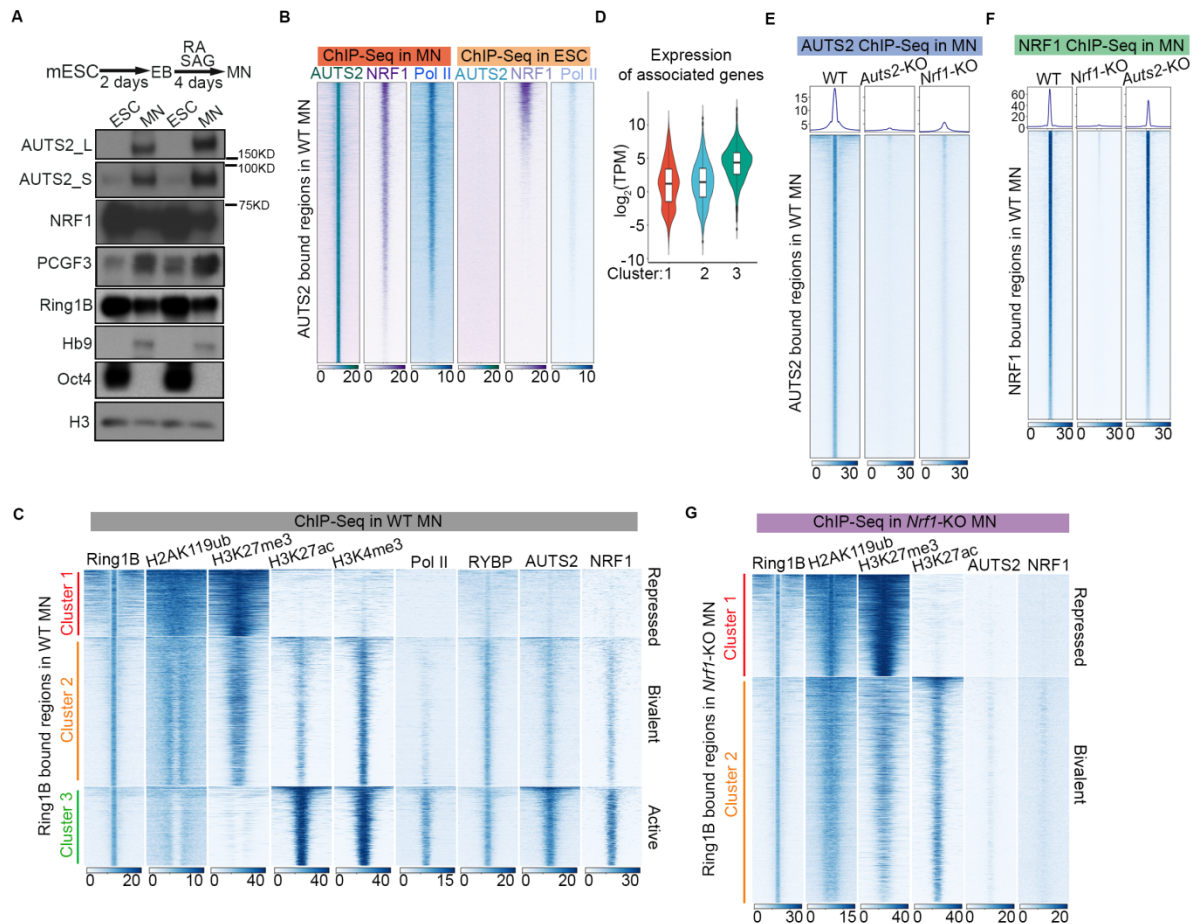 A
RA
SAG
mESC EB MN
2 days 4 days
ESC MN ESC MN
AUTS2_L
150KD
100KD
AUTS2_S
75KD
NRF1
PCGF3
Ring1B
Hb9
Oct4
H3
B
ChIP-Seq in MN ChIP-Seq in ESC
AUTS2 NRF1 Pol II AUTS2 NRF1 Pol II
AUTS2 bound regions in WT MN
0 20 0 20 0 10 0 20 0 20 0 10
D
Expression
of associated genes
log2(TPM)
10
5
0
-5
-10
Cluster: 1 2 3
E
AUTS2 ChIP-Seq in MN
WT Auts2-KO Nrf1-KO
15
10
5
AUTS2 bound regions in WT MN
0 30 0 30 0 30
F
NRF1 ChIP-Seq in MN
WT Nrf1-KO Auts2-KO
60
40
20
0
NRF1 bound regions in WT MN
0 30 0 30 0 30
C
ChIP-Seq in WT MN
Ring1B H2AK119ub H3K27me3 H3K27ac H3K4me3 Pol II RYBP AUTS2 NRF1
Ring1B bound regions in WT MN
Cluster 1
Cluster 2
Cluster 3
Repressed
Bivalent
Active
0 20 0 10 0 40 0 40 0 40 0 15 0 20 0 20 0 30
G
ChIP-Seq in Nrf1-KO MN
Ring1B H2AK119ub H3K27me3 H3K27ac AUTS2 NRF1
Ring1B bound regions in Nrf1-KO MN
Cluster 1
Cluster 2
Repressed
Bivalent
0 30 0 15 0 40 0 40 0 20 0 20